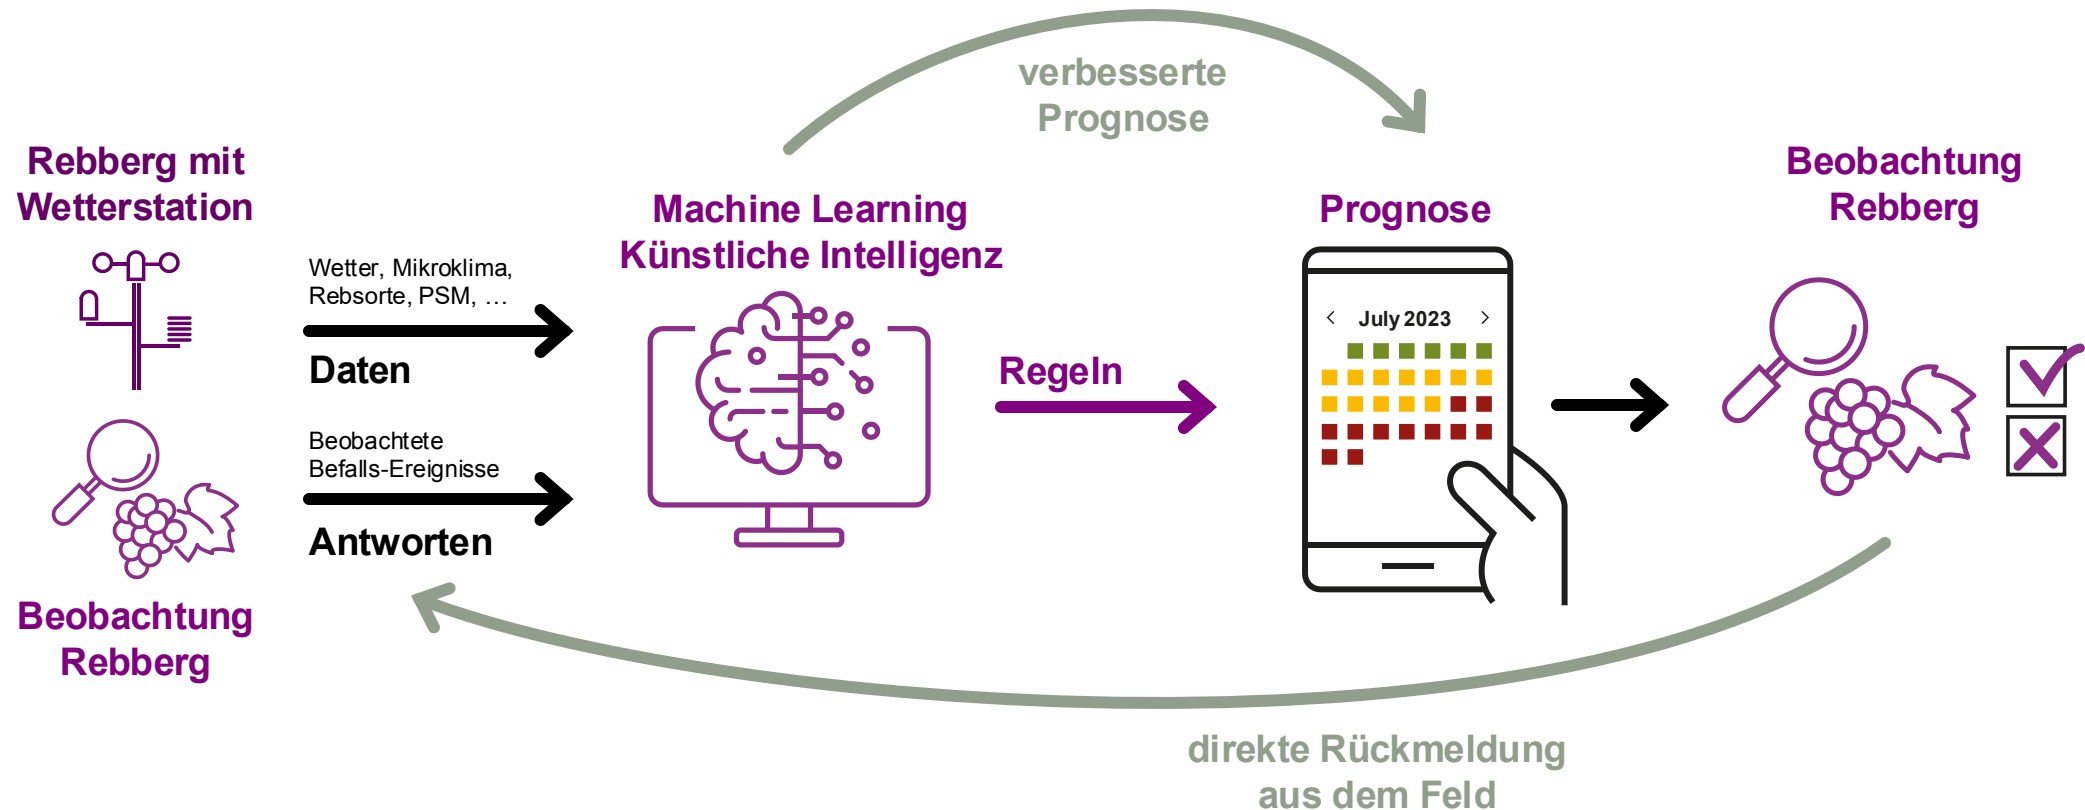 Rebberg mit
Wetterstation
Wetter, Mikroklima,
Rebsorte, PSM, …
Daten
Beobachtete
Befalls-Ereignisse
Antworten
Beobachtung
Rebberg
Machine Learning
Künstliche Intelligenz
verbesserte
Prognose
Regeln
Prognose
< July 2023 >
Beobachtung
Rebberg
direkte Rückmeldung
aus dem Feld